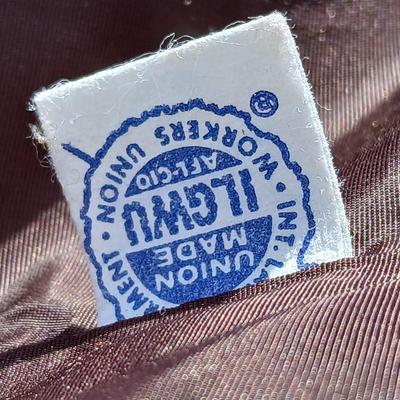 UNION
MADE
ILGWU
AFL-CIO
INT. L
MENT • WORKERS UNION •
®